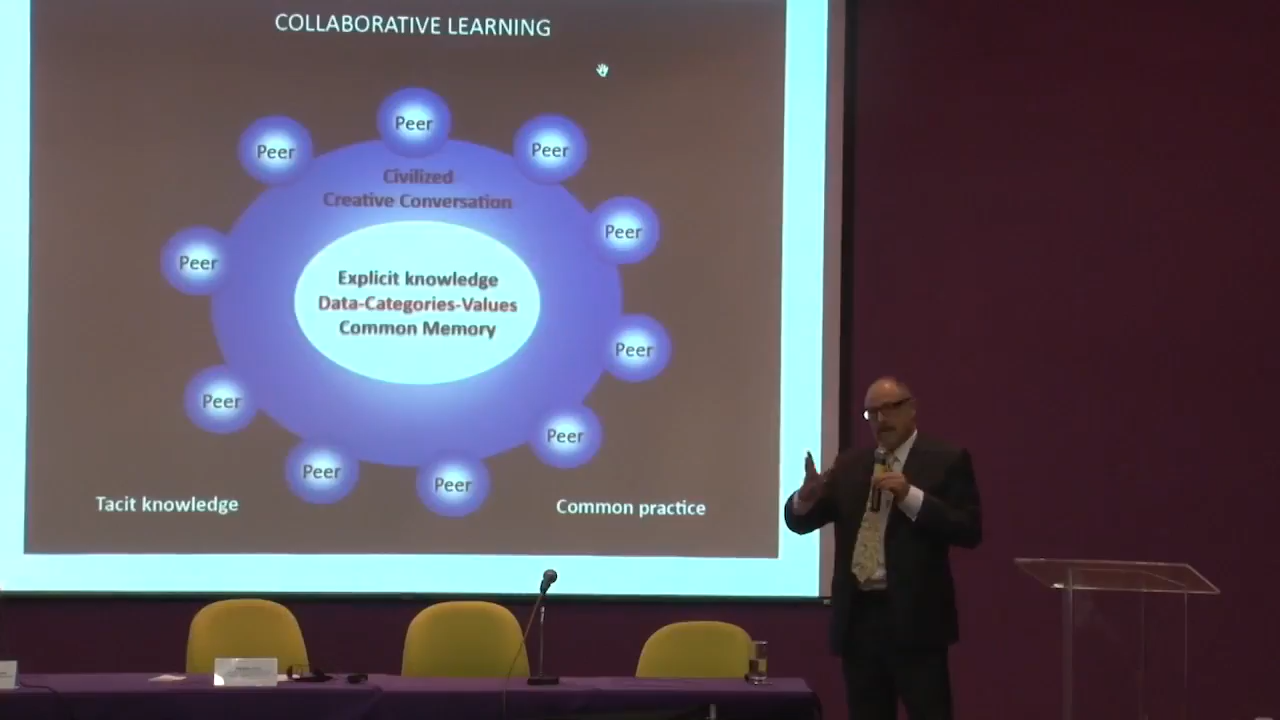 COLLABORATIVE LEARNING
Peer
Peer
Peer
Civilized
Creative Conversation
Peer
Peer
Explicit knowledge
Data-Categories-Values
Common Memory
Peer
Peer
Peer
Peer
Peer
Tacit knowledge
Common practice